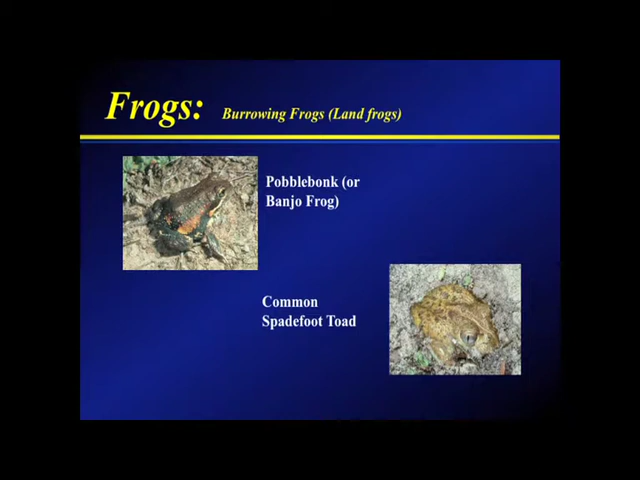 Frogs: Burrowing Frogs (Land frogs)
Pobblebonk (or
Banjo Frog)
Common
Spadefoot Toad